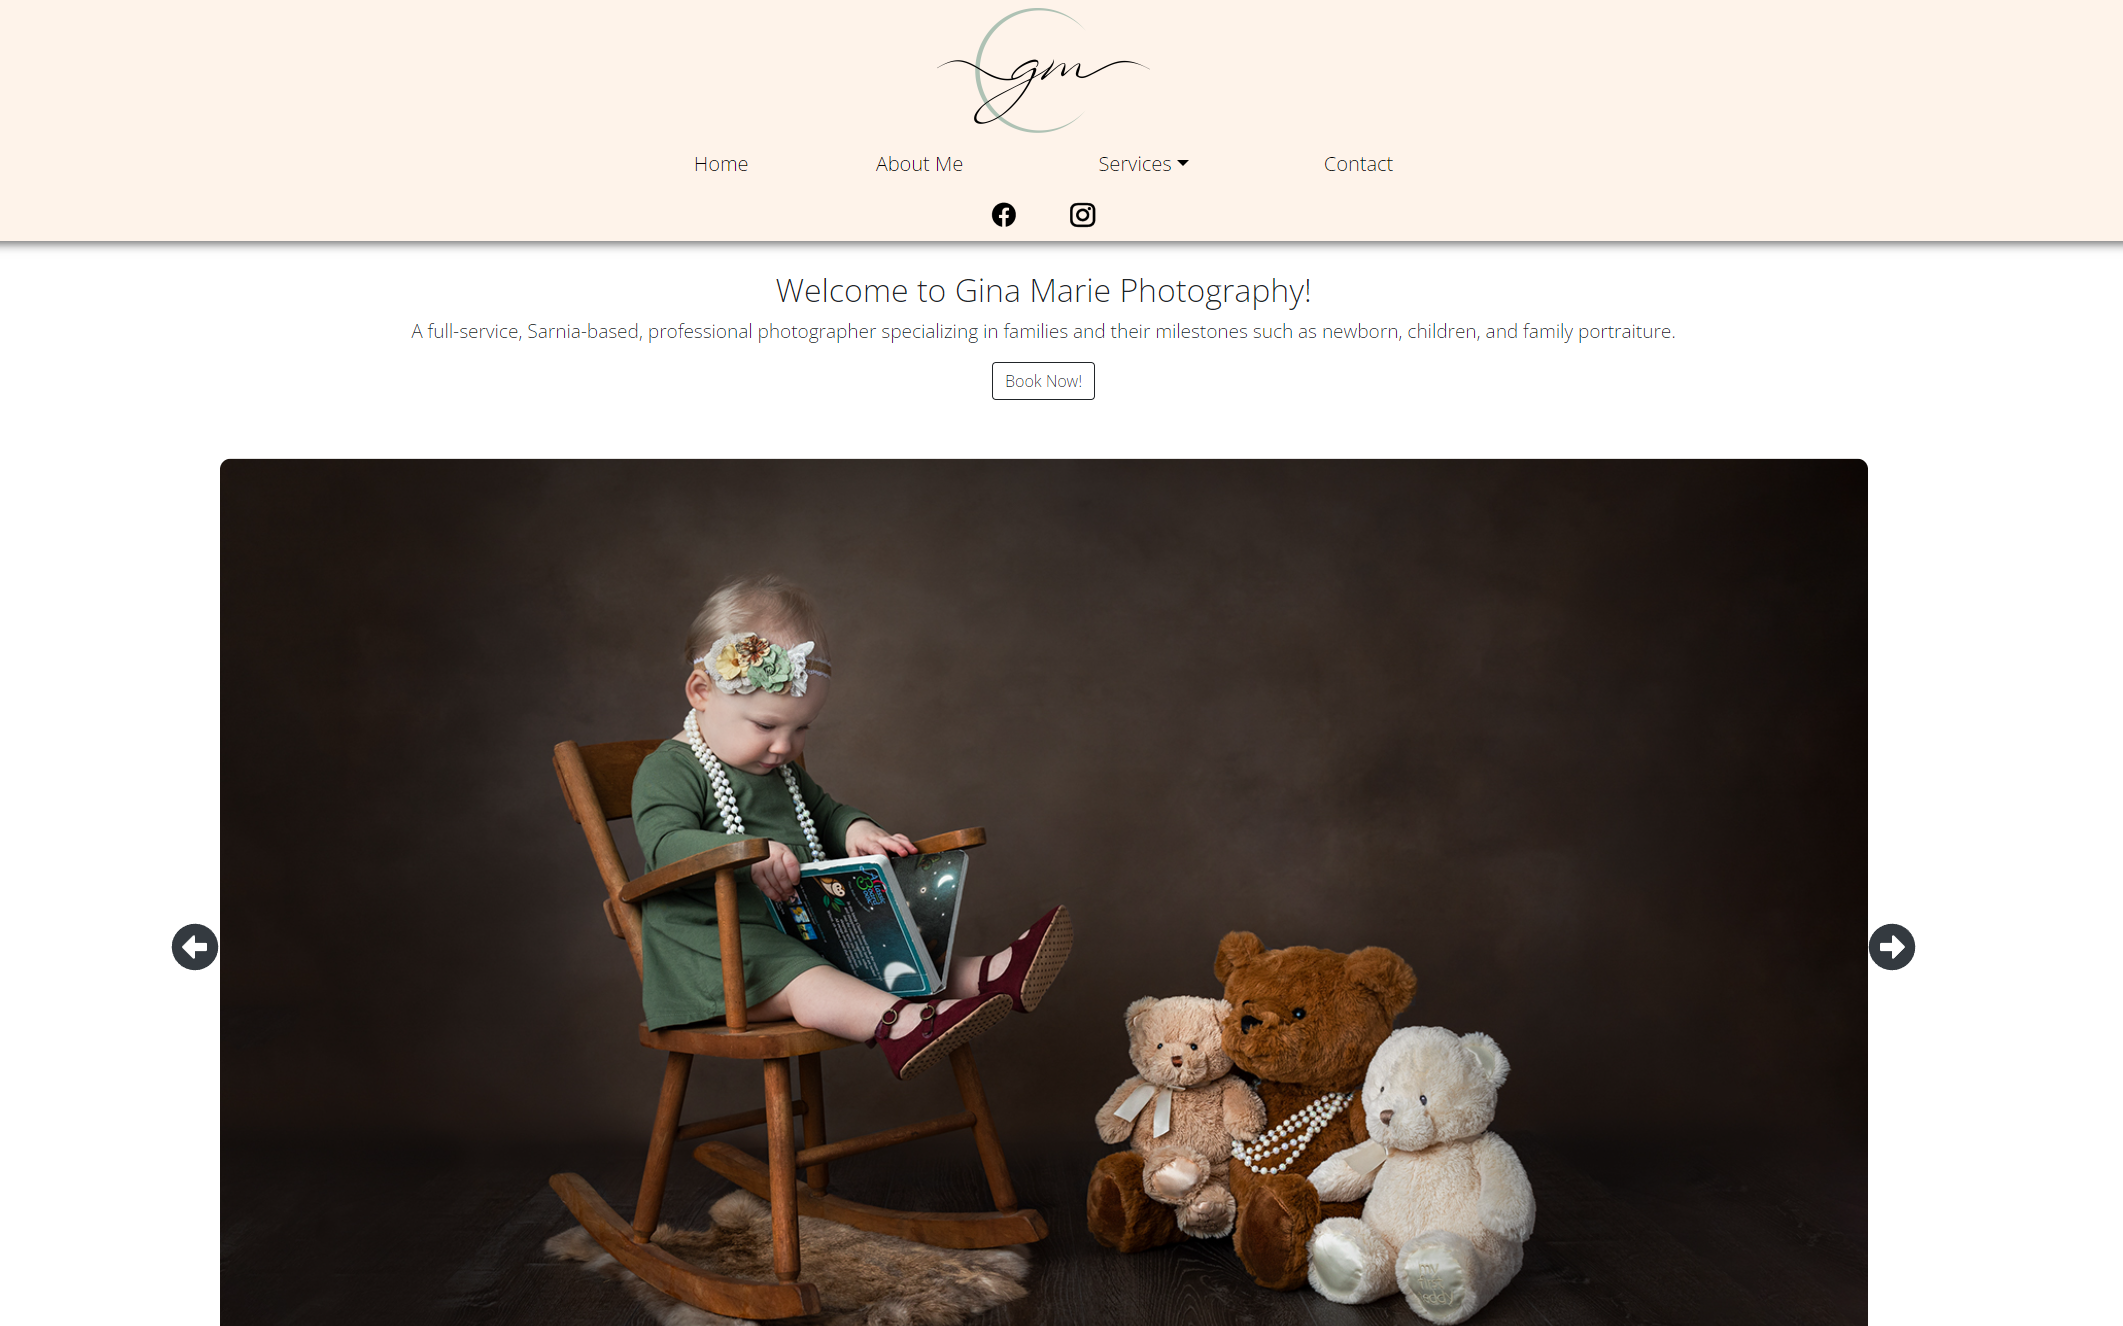 gm
Home About Me Services Contact
Welcome to Gina Marie Photography!
A full-service, Sarnia-based, professional photographer specializing in families and their milestones such as newborn, children, and family portraiture.
Book Now!
my